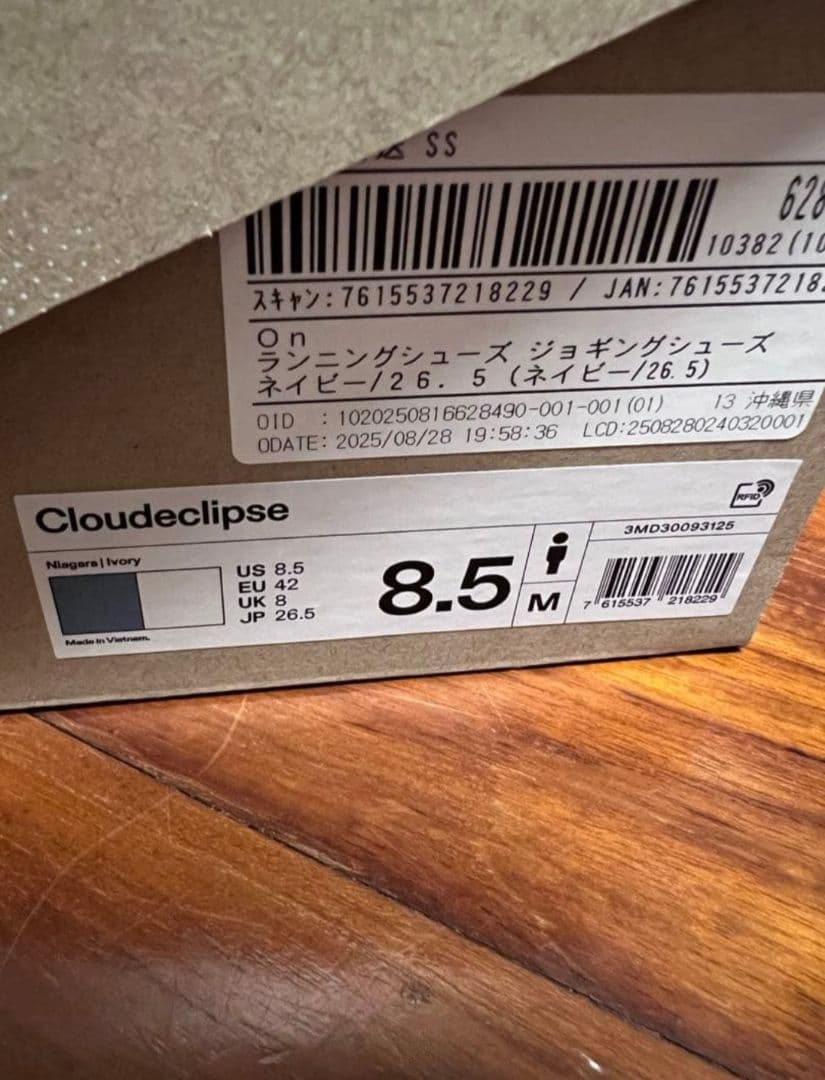 SS
628
10382(10
スキャン:7615537218229 / JAN:7615537218
On
ランニングシューズ ジョギングシューズ
ネイビー/26. 5 (ネイビー/26.5)
OID : 1020250816628490-001-001(01) 13 沖縄県
ODATE: 2025/08/28 19:58:36 LCD:2508280240320001
Cloudeclipse
RFID
3MD30093125
Niagara | Ivory
US 8.5
EU 42
UK 8
JP 26.5
8.5
M
7 615537 218229
Made in Vietnam.